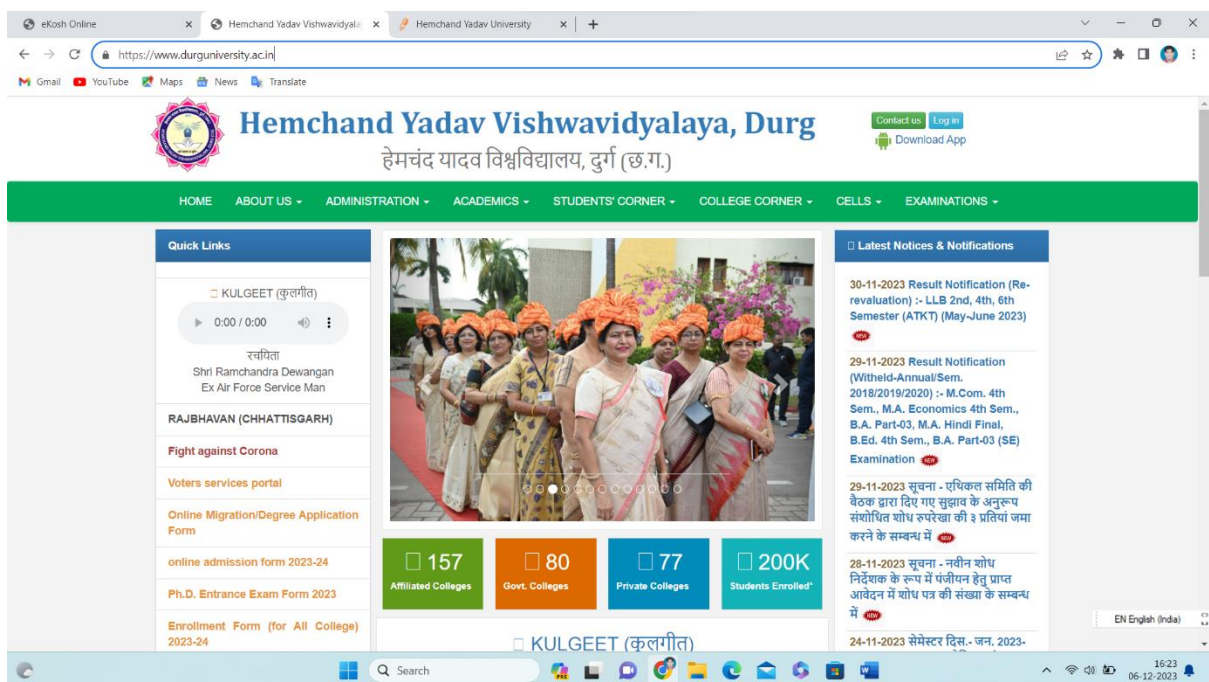 eKosh Online
Hemchand Yadav Vishwavidyala
Hemchand Yadav University
https://www.durguniversity.ac.in
Gmail
YouTube
Maps
News
Translate
Hemchand Yadav Vishwavidyalaya, Durg
हेमचंद यादव विश्वविद्यालय, दुर्ग (छ.ग.)
Contact us
Log in
Download App
HOME
ABOUT US
ADMINISTRATION
ACADEMICS
STUDENTS' CORNER
COLLEGE CORNER
CELLS
EXAMINATIONS
Quick Links
KULGEET (कुलगीत)
0:00 / 0:00
रचयिता
Shri Ramchandra Dewangan
Ex Air Force Service Man
RAJBHAVAN (CHHATTISGARH)
Fight against Corona
Voters services portal
Online Migration/Degree Application
Form
online admission form 2023-24
Ph.D. Entrance Exam Form 2023
Enrollment Form (for All College)
2023-24
157
Affiliated Colleges
80
Govt. Colleges
77
Private Colleges
200K
Students Enrolled*
KULGEET (कुलगीत)
Latest Notices & Notifications
30-11-2023 Result Notification (Re-
revaluation) :- LLB 2nd, 4th, 6th
Semester (ATKT) (May-June 2023)
NEW
29-11-2023 Result Notification
(Witheld-Annual/Sem.
2018/2019/2020) :- M.Com. 4th
Sem., M.A. Economics 4th Sem.,
B.A. Part-03, M.A. Hindi Final,
B.Ed. 4th Sem., B.A. Part-03 (SE)
Examination NEW
29-11-2023 सूचना - एथिकल समिति की
बैठक द्वारा दिए गए सुझाव के अनुरूप
संशोधित शोध रुपरेखा की ३ प्रतियां जमा
करने के सम्बन्ध में NEW
28-11-2023 सूचना - नवीन शोध
निर्देशक के रूप में पंजीयन हेतु प्राप्त
आवेदन में शोध पत्र की संख्या के सम्बन्ध
में NEW
24-11-2023 सेमेस्टर दिस.- जन. 2023-
EN English (India)
Search
PRE
16:23
06-12-2023